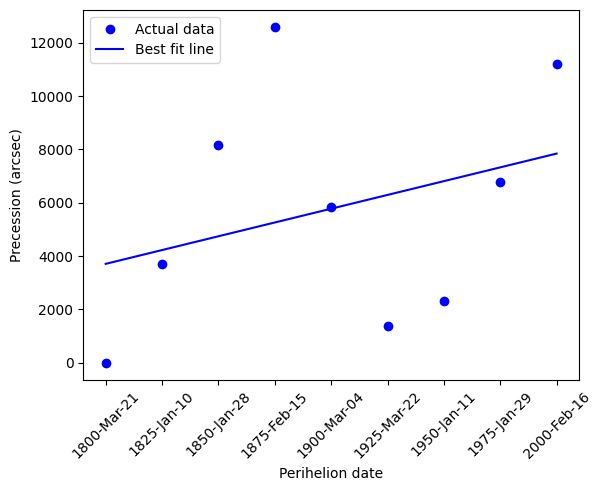 Actual data
Best fit line
Precession (arcsec)
12000
10000
8000
6000
4000
2000
0
1800-Mar-21
1825-Jan-10
1850-Jan-28
1875-Feb-15
1900-Mar-04
1925-Mar-22
1950-Jan-11
1975-Jan-29
2000-Feb-16
Perihelion date